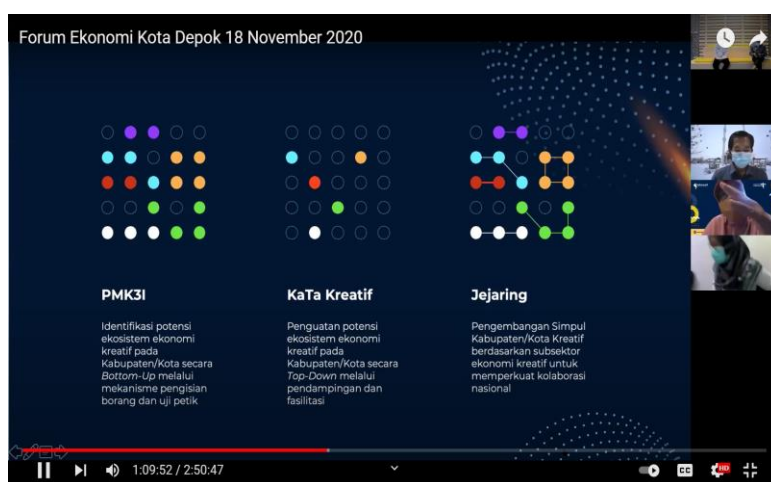 Forum Ekonomi Kota Depok 18 November 2020
PMK3I
Identifikasi potensi
ekosistem ekonomi
kreatif pada
Kabupaten/Kota secara
Bottom-Up melalui
mekanisme pengisian
borang dan uji petik
KaTa Kreatif
Penguatan potensi
ekosistem ekonomi
kreatif pada
Kabupaten/Kota secara
Top-Down melalui
pendampingan dan
fasilitasi
Jejaring
Pengembangan Simpul
Kabupaten/Kota Kreatif
berdasarkan subsektor
ekonomi kreatif untuk
memperkuat kolaborasi
nasional
1:09:52 / 2:50:47
CC
HD